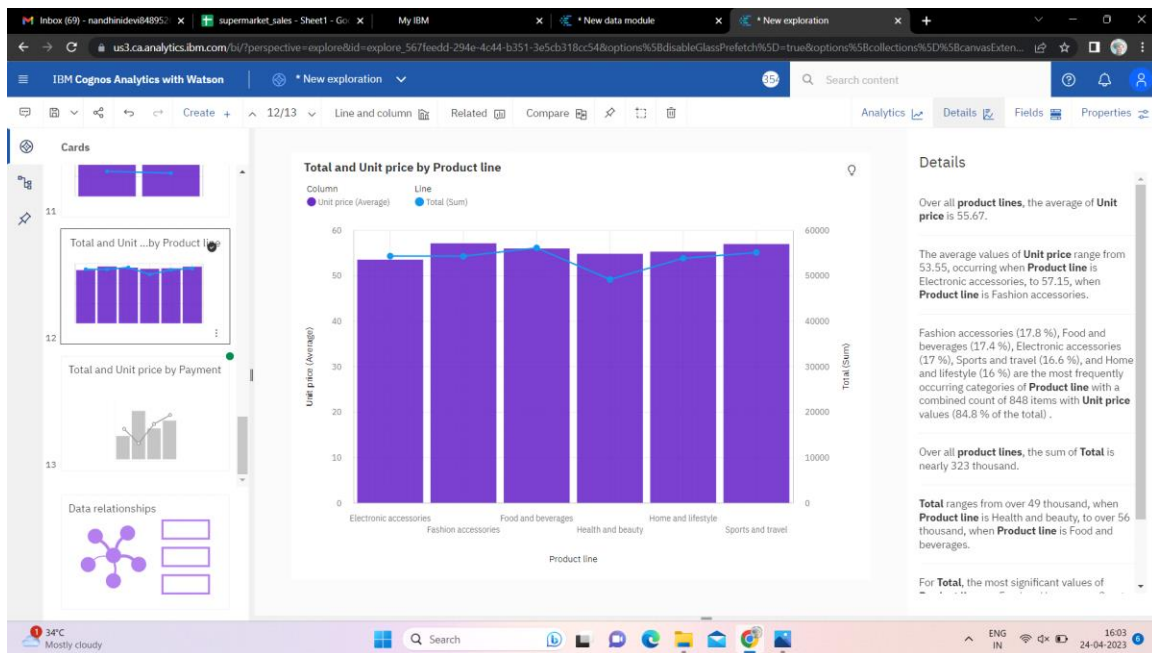 Inbox (69) - nandhinidevi848952
supermarket_sales - Sheet1 - Goo
My IBM
* New data module
* New exploration
us3.ca.analytics.ibm.com/bi/?perspective=explore&id=explore_567feedd-294e-4c44-b351-3e5cb318cc54&options%5BdisableGlassPrefetch%5D=true&options%5Bcollections%5D%5BcanvasExten...
IBM Cognos Analytics with Watson
* New exploration
354
Search content
Create +
12/13
Line and column
Related
Compare
Analytics
Details
Fields
Properties
Cards
11
Total and Unit ...by Product line
12
Total and Unit price by Payment
13
Data relationships
Total and Unit price by Product line
Column
Line
Unit price (Average)
Total (Sum)
60
50
40
30
20
10
0
Unit price (Average)
60000
50000
40000
30000
20000
10000
0
Total (Sum)
Electronic accessories
Fashion accessories
Food and beverages
Health and beauty
Home and lifestyle
Sports and travel
Product line
Details
Over all product lines, the average of Unit
price is 55.67.
The average values of Unit price range from
53.55, occurring when Product line is
Electronic accessories, to 57.15, when
Product line is Fashion accessories.
Fashion accessories (17.8 %), Food and
beverages (17.4 %), Electronic accessories
(17 %), Sports and travel (16.6 %), and Home
and lifestyle (16 %) are the most frequently
occurring categories of Product line with a
combined count of 848 items with Unit price
values (84.8 % of the total) .
Over all product lines, the sum of Total is
nearly 323 thousand.
Total ranges from over 49 thousand, when
Product line is Health and beauty, to over 56
thousand, when Product line is Food and
beverages.
For Total, the most significant values of
1
34°C
Mostly cloudy
Search
ENG
IN
16:03
24-04-2023
6